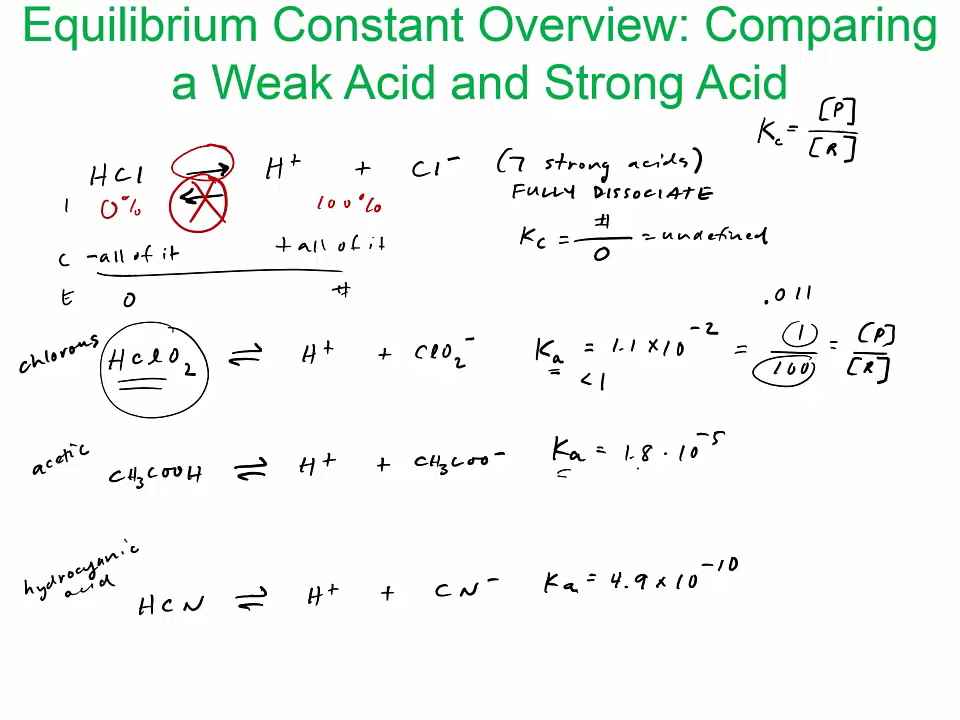 Equilibrium Constant Overview: Comparing
a Weak Acid and Strong Acid
Kc = [P] / [R]
HCl → ← H⁺ + Cl⁻ (7 strong acids)
I 0% 100% FULLY DISSOCIATE
C -all of it + all of it Kc = # / 0 = undefined
E 0 #
.011
chlorous HClO₂ ⇌ H⁺ + ClO₂⁻ Ka = 1.1 × 10⁻² = 1 / 100 = [P] / [R]
< 1
acetic CH₃COOH ⇌ H⁺ + CH₃COO⁻ Ka = 1.8 · 10⁻⁵
hydrocyanic acid HCN ⇌ H⁺ + CN⁻ Ka = 4.9 × 10⁻¹⁰